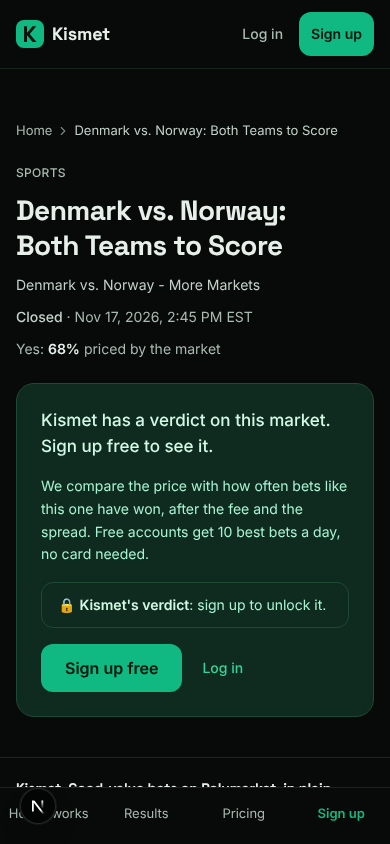 K Kismet
Log in
Sign up
Home > Denmark vs. Norway: Both Teams to Score
SPORTS
Denmark vs. Norway:
Both Teams to Score
Denmark vs. Norway - More Markets
Closed · Nov 17, 2026, 2:45 PM EST
Yes: 68% priced by the market
Kismet has a verdict on this market.
Sign up free to see it.
We compare the price with how often bets like
this one have won, after the fee and the
spread. Free accounts get 10 best bets a day,
no card needed.
🔒 Kismet's verdict: sign up to unlock it.
Sign up free
Log in
N
works
Results
Pricing
Sign up